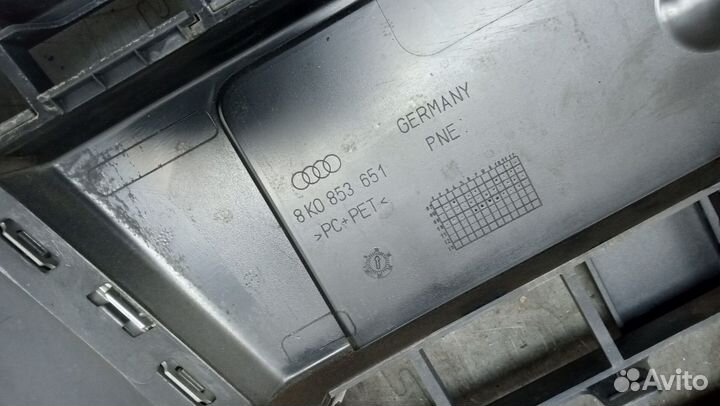 GERMANY
PNE
8K0 853 651
>PC+PET<
Avito